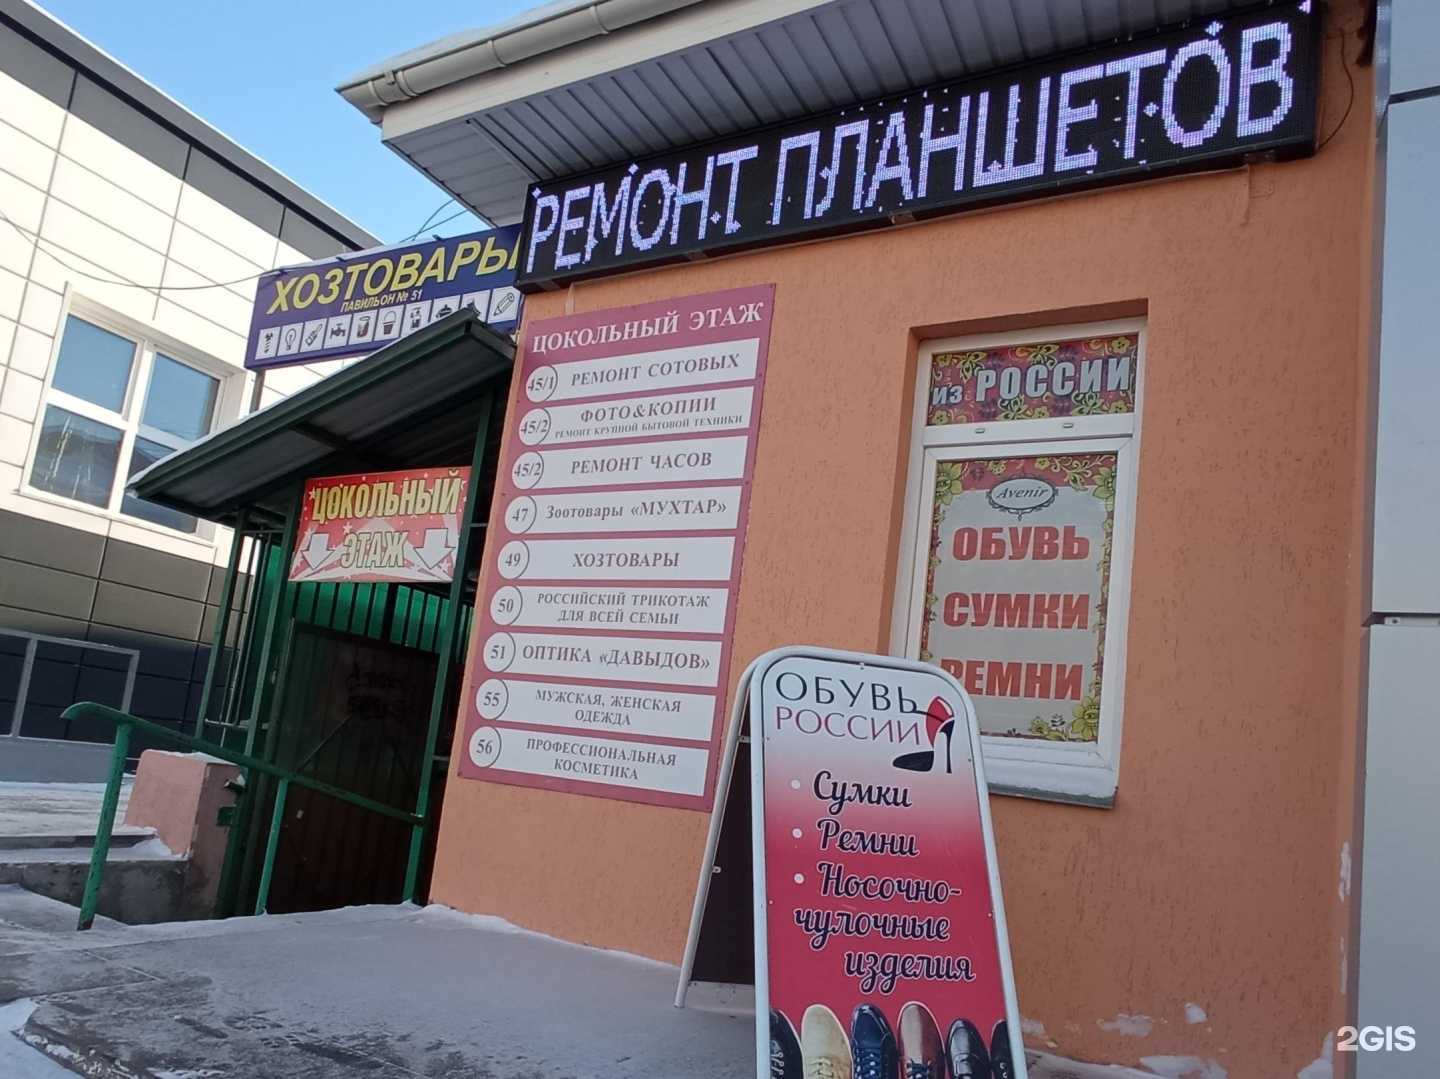 РЕМОНТ ПЛАНШЕТОВ
ХОЗТОВАРЫ
ПАВИЛЬОН № 51
ЦОКОЛЬНЫЙ ЭТАЖ
45/1 РЕМОНТ СОТОВЫХ
45/2 ФОТО&КОПИИ
РЕМОНТ КРУПНОЙ БЫТОВОЙ ТЕХНИКИ
45/2 РЕМОНТ ЧАСОВ
47 Зоотовары «МУХТАР»
49 ХОЗТОВАРЫ
50 РОССИЙСКИЙ ТРИКОТАЖ
ДЛЯ ВСЕЙ СЕМЬИ
51 ОПТИКА «ДАВЫДОВ»
55 МУЖСКАЯ, ЖЕНСКАЯ
ОДЕЖДА
56 ПРОФЕССИОНАЛЬНАЯ
КОСМЕТИКА
ЦОКОЛЬНЫЙ
ЭТАЖ
из РОССИИ
Avenir
ОБУВЬ
СУМКИ
РЕМНИ
ОБУВЬ
РОССИИ
• Сумки
• Ремни
• Носочно-
чулочные
изделия
2GIS